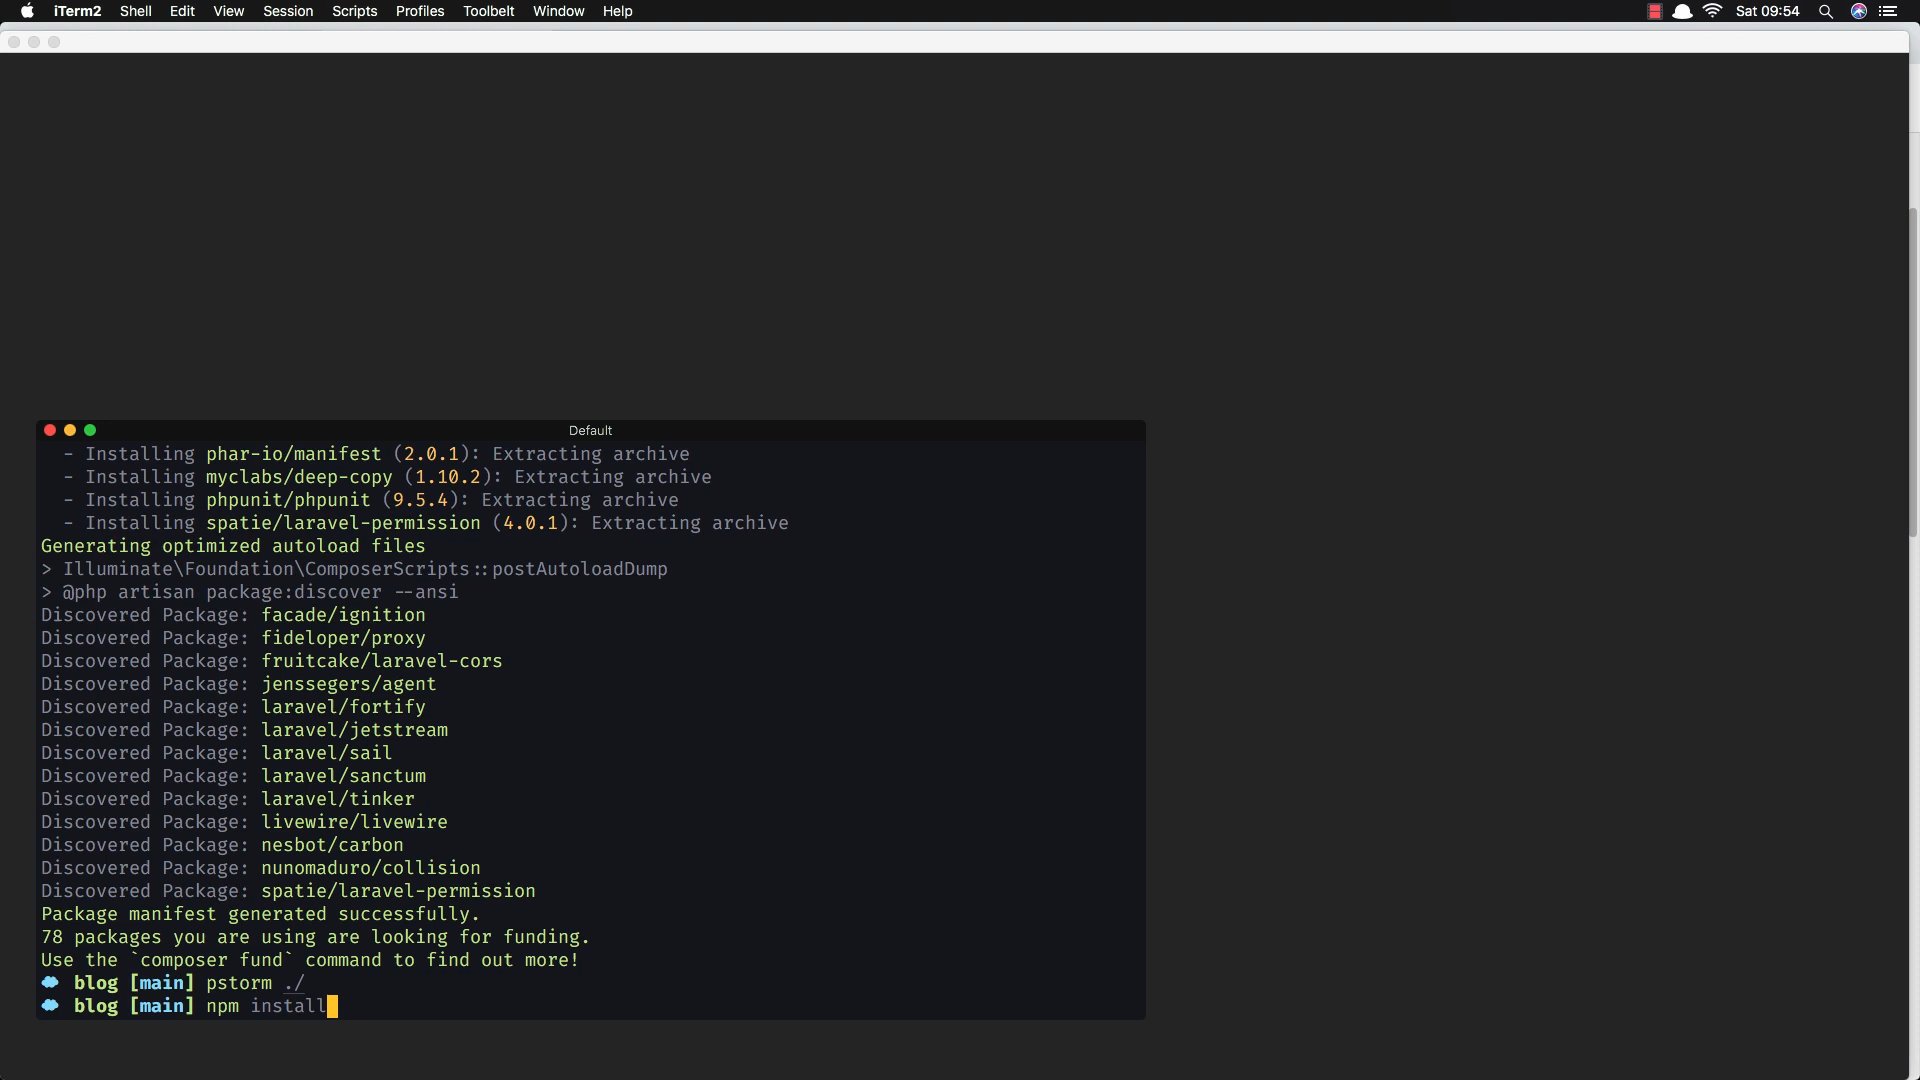 iTerm2 Shell Edit View Session Scripts Profiles Toolbelt Window Help Sat 09:54
Default
- Installing phar-io/manifest (2.0.1): Extracting archive
- Installing myclabs/deep-copy (1.10.2): Extracting archive
- Installing phpunit/phpunit (9.5.4): Extracting archive
- Installing spatie/laravel-permission (4.0.1): Extracting archive
Generating optimized autoload files
> Illuminate\Foundation\ComposerScripts::postAutoloadDump
> @php artisan package:discover --ansi
Discovered Package: facade/ignition
Discovered Package: fideloper/proxy
Discovered Package: fruitcake/laravel-cors
Discovered Package: jenssegers/agent
Discovered Package: laravel/fortify
Discovered Package: laravel/jetstream
Discovered Package: laravel/sail
Discovered Package: laravel/sanctum
Discovered Package: laravel/tinker
Discovered Package: livewire/livewire
Discovered Package: nesbot/carbon
Discovered Package: nunomaduro/collision
Discovered Package: spatie/laravel-permission
Package manifest generated successfully.
78 packages you are using are looking for funding.
Use the `composer fund` command to find out more!
blog [main] pstorm ./
blog [main] npm install